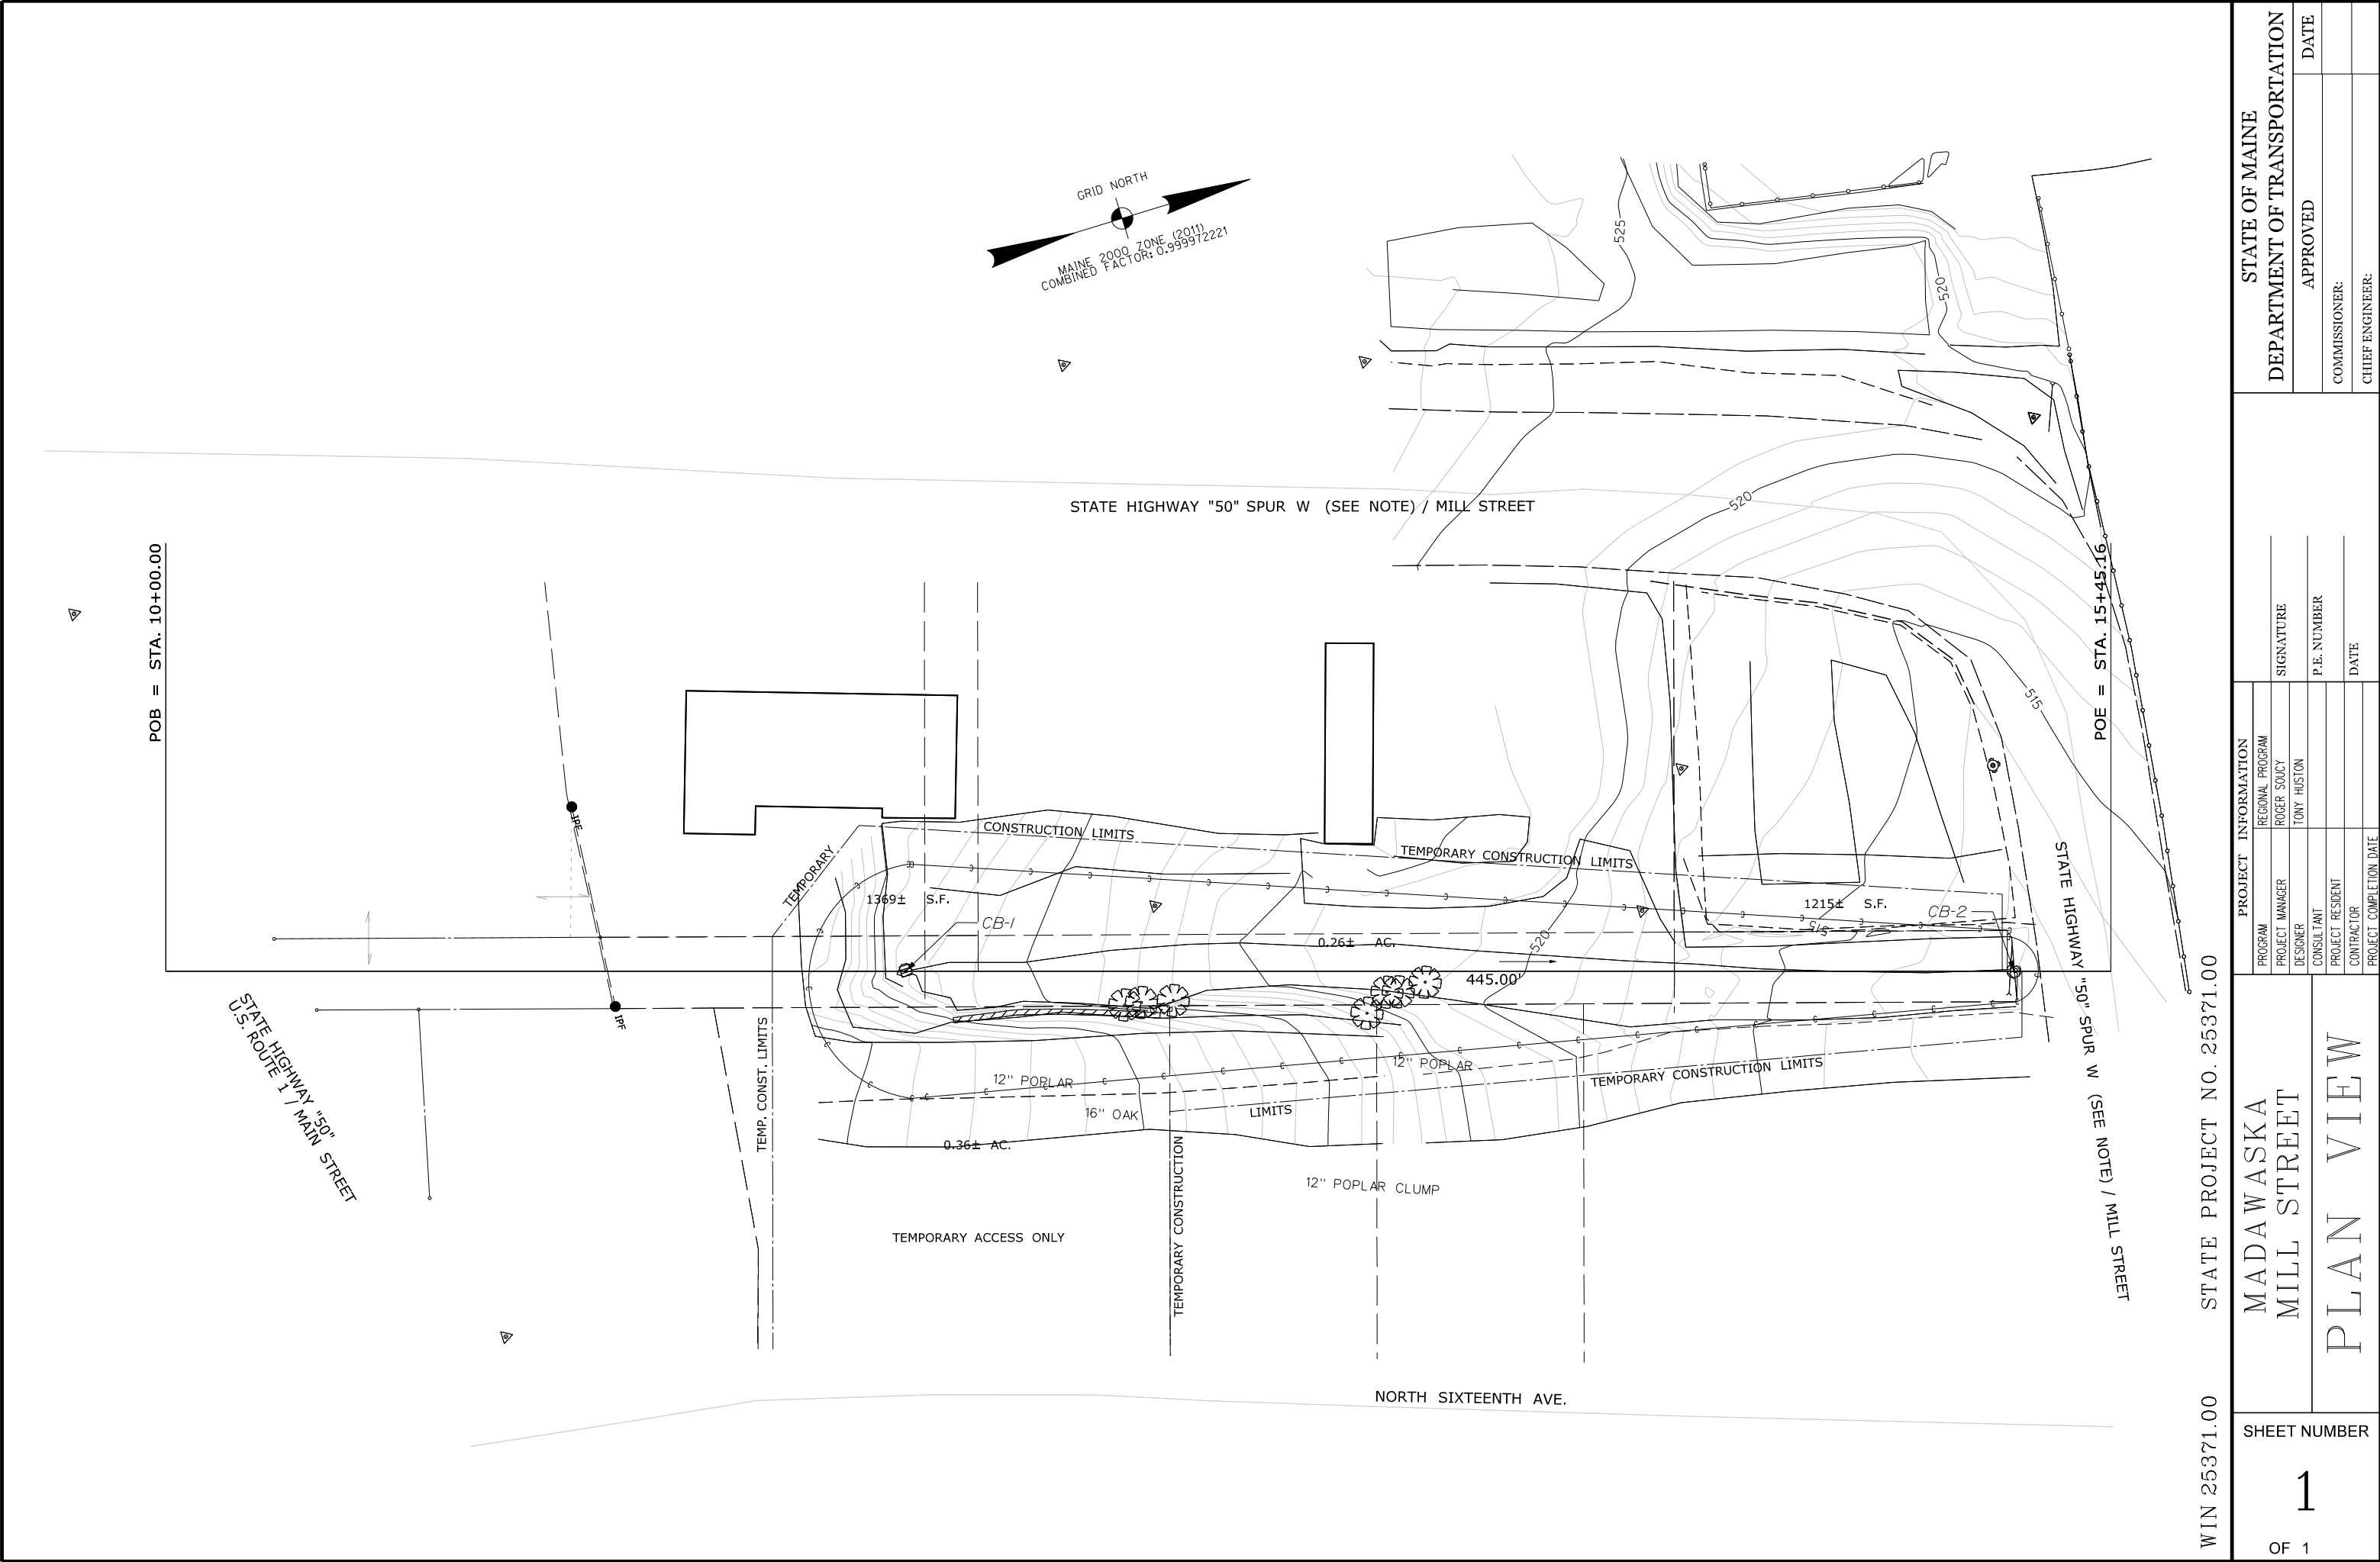 GRID NORTH
MAINE 2000 ZONE (2011)
COMBINED FACTOR: 0.999972221
525
520
STATE HIGHWAY "50" SPUR W (SEE NOTE) / MILL STREET
520
POB = STA. 10+00.00
POE = STA. 15+45.16
515
IPF
CONSTRUCTION LIMITS
TEMPORARY
TEMPORARY CONSTRUCTION LIMITS
1369± S.F.
CB-1
1215± S.F.
CB-2
515
0.26± AC.
520
445.00'
IPF
STATE HIGHWAY "50"
U.S. ROUTE 1 / MAIN STREET
TEMP. CONST. LIMITS
12" POPLAR
12" POPLAR
TEMPORARY CONSTRUCTION LIMITS
16" OAK
LIMITS
0.36± AC.
TEMPORARY CONSTRUCTION
12" POPLAR CLUMP
TEMPORARY ACCESS ONLY
STATE HIGHWAY "50" SPUR W (SEE NOTE) / MILL STREET
NORTH SIXTEENTH AVE.
STATE OF MAINE
DEPARTMENT OF TRANSPORTATION
APPROVED
DATE
COMMISSIONER:
CHIEF ENGINEER:
SIGNATURE
P.E. NUMBER
DATE
PROJECT INFORMATION
PROGRAM
REGIONAL PROGRAM
PROJECT MANAGER
ROGER SOUCY
DESIGNER
TONY HUSTON
CONSULTANT
PROJECT RESIDENT
CONTRACTOR
PROJECT COMPLETION DATE
WIN 25371.00
STATE PROJECT NO. 25371.00
MADAWASKA
MILL STREET
PLAN VIEW
SHEET NUMBER
1
OF 1